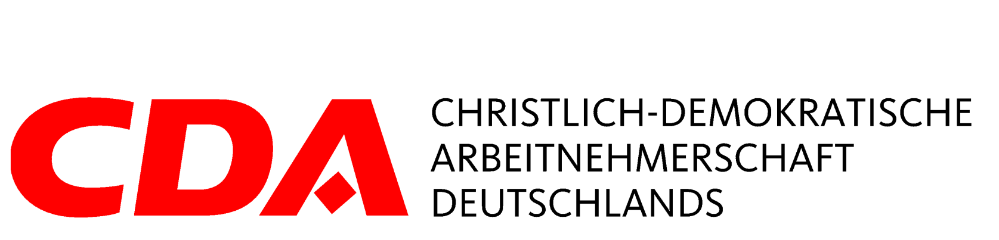 CDA
CHRISTLICH-DEMOKRATISCHE
ARBEITNEHMERSCHAFT
DEUTSCHLANDS